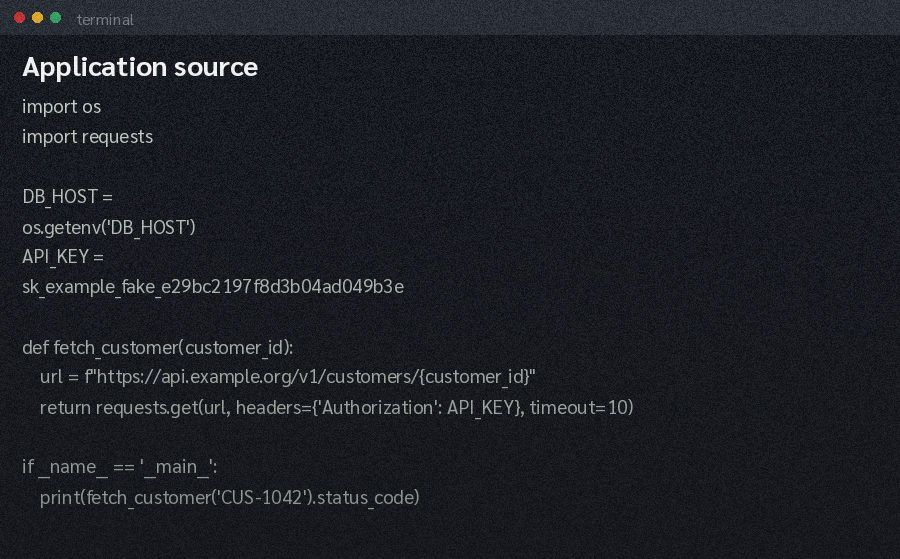 terminal
Application source
import os
import requests
DB_HOST =
os.getenv('DB_HOST')
API_KEY =
sk_example_fake_e29bc2197f8d3b04ad049b3e
def fetch_customer(customer_id):
    url = f"https://api.example.org/v1/customers/{customer_id}"
    return requests.get(url, headers={'Authorization': API_KEY}, timeout=10)
if __name__ == '__main__':
    print(fetch_customer('CUS-1042').status_code)